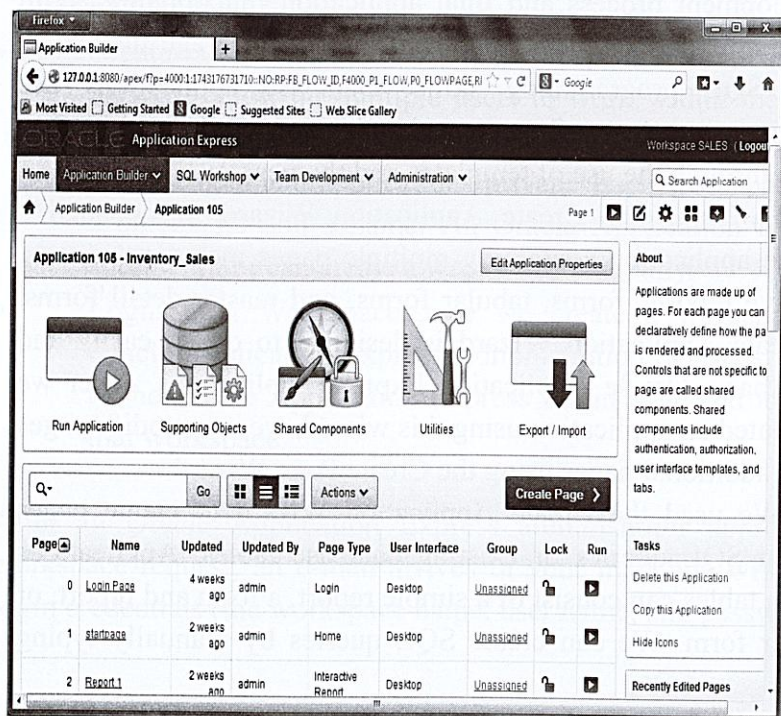 Firefox
Application Builder
127.0.0.1:8080/apex/f?p=4000:1:1743176731710::NO:RP:FB_FLOW_ID,F4000_P1_FLOW,P0_FLOWPAGE,RI
Google
Most Visited Getting Started Google Suggested Sites Web Slice Gallery
ORACLE Application Express
Workspace SALES (Logout
Home Application Builder SQL Workshop Team Development Administration
Search Application
Application Builder Application 105
Page 1
Application 105 - Inventory_Sales
Edit Application Properties
Run Application Supporting Objects Shared Components Utilities Export / Import
Go Actions Create Page >
Page Name Updated Updated By Page Type User Interface Group Lock Run
0 Login Page 4 weeks ago admin Login Desktop Unassigned
1 startpage 2 weeks ago admin Home Desktop Unassigned
2 Report 1 2 weeks ago admin Interactive Report Desktop Unassigned
About
Applications are made up of
pages. For each page you can
declaratively define how the pa
is rendered and processed.
Controls that are not specific to
page are called shared
components. Shared
components include
authentication, authorization,
user interface templates, and
tabs.
Tasks
Delete this Application
Copy this Application
Hide Icons
Recently Edited Pages